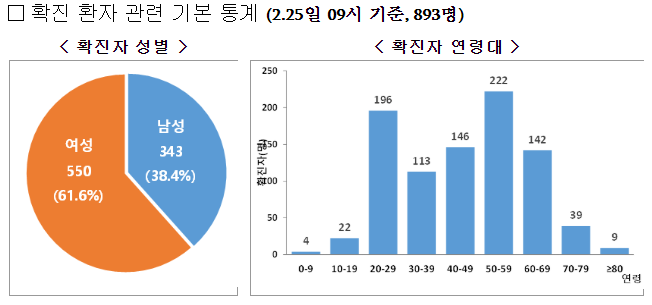 □ 확진 환자 관련 기본 통계 (2.25일 09시 기준, 893명)
< 확진자 성별 >
여성
550
(61.6%)
남성
343
(38.4%)
< 확진자 연령대 >
확진자(명)
250
200
150
100
50
0
4
22
196
113
146
222
142
39
9
0-9 10-19 20-29 30-39 40-49 50-59 60-69 70-79 ≥80
연령